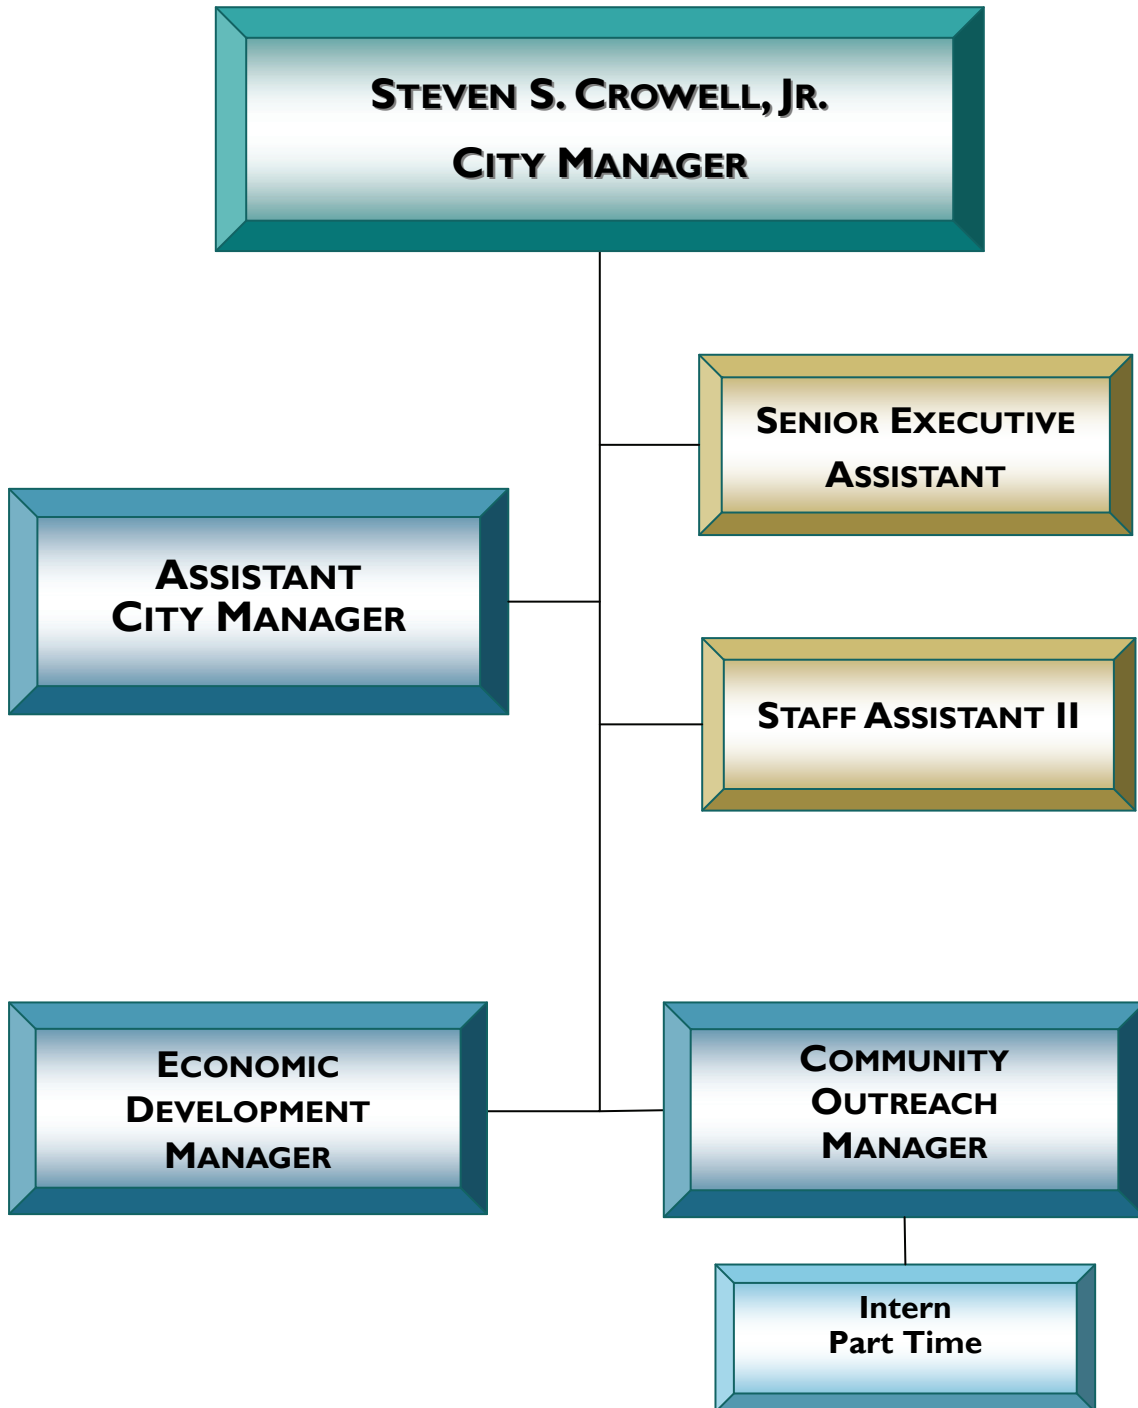 STEVEN S. CROWELL, JR.
CITY MANAGER
SENIOR EXECUTIVE
ASSISTANT
ASSISTANT
CITY MANAGER
STAFF ASSISTANT II
ECONOMIC
DEVELOPMENT
MANAGER
COMMUNITY
OUTREACH
MANAGER
Intern
Part Time